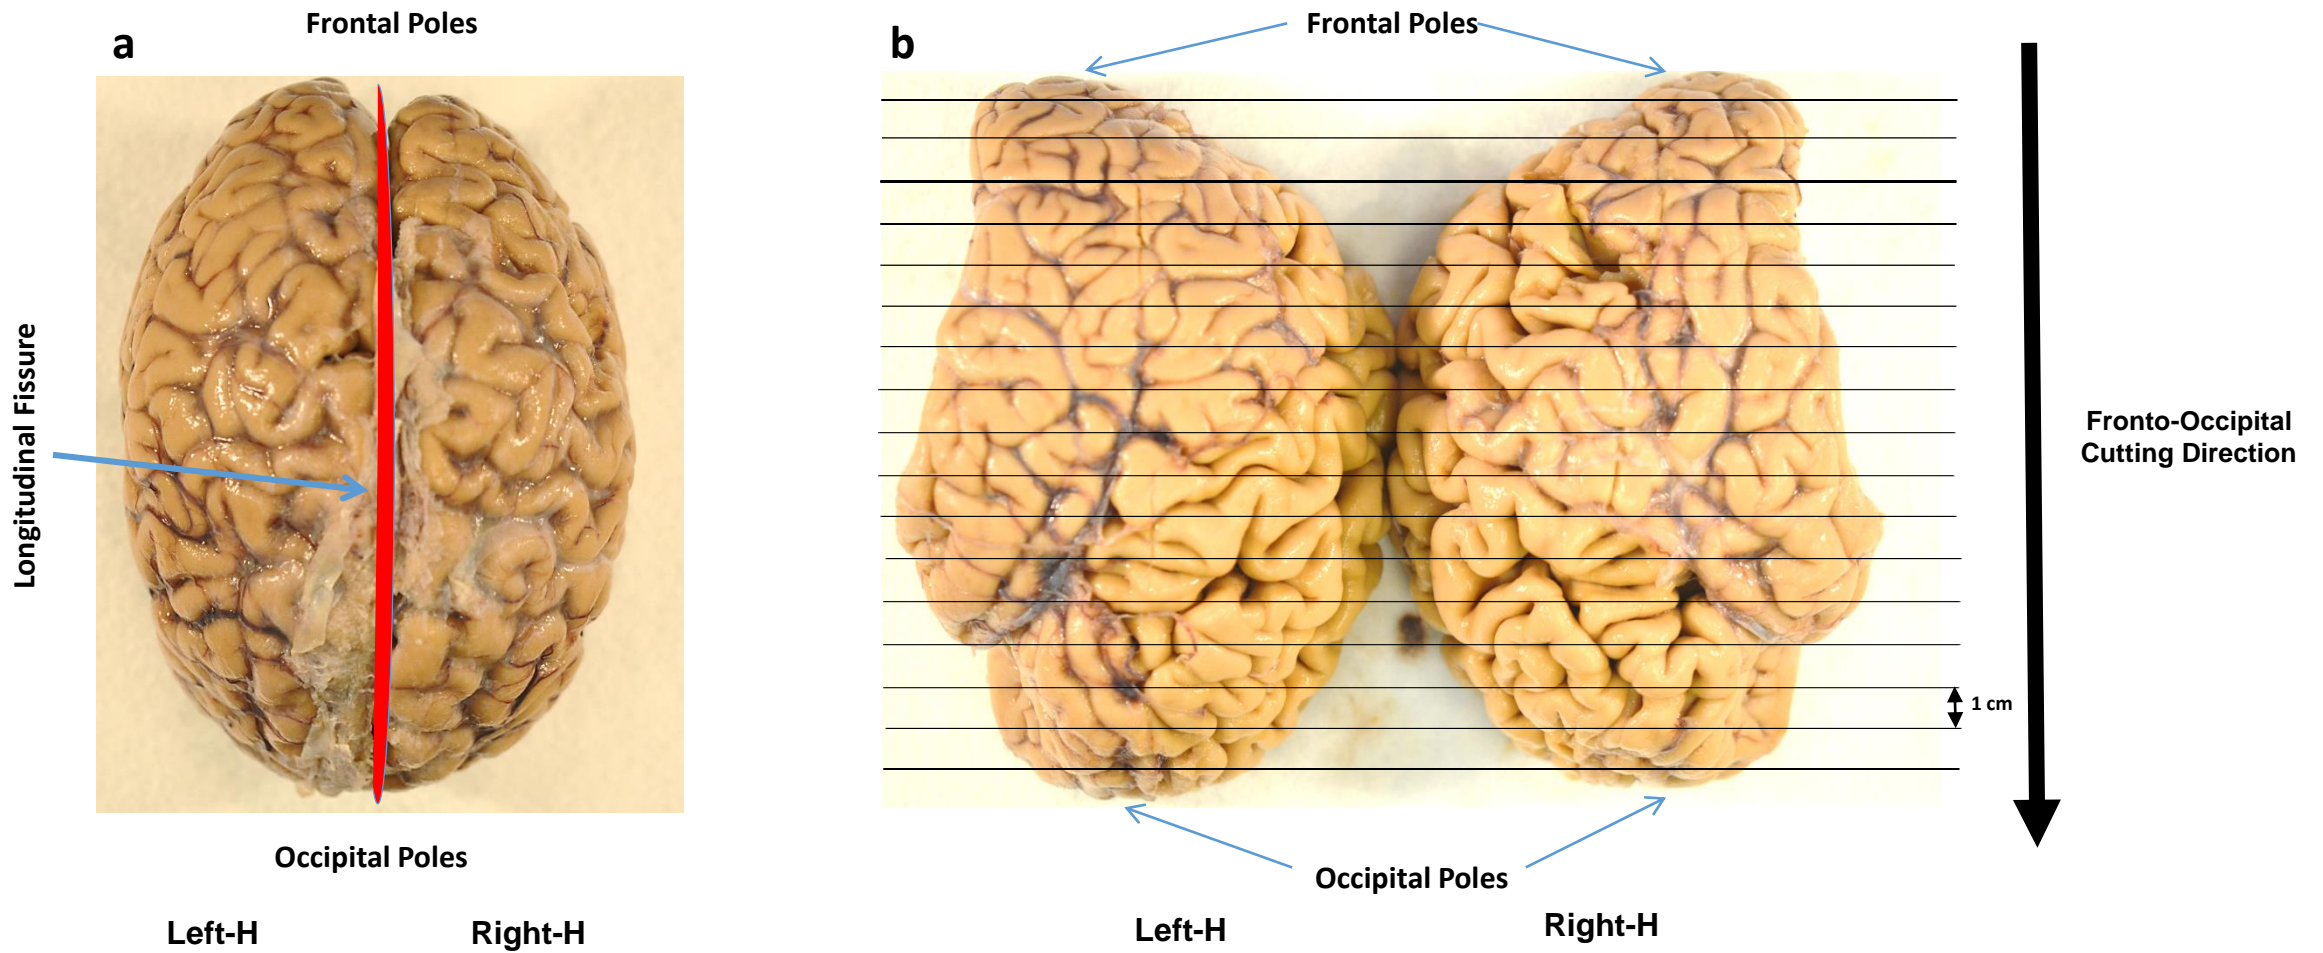 a
Frontal Poles
Longitudinal Fissure
Occipital Poles
Left-H
Right-H
b
Frontal Poles
1 cm
Fronto-Occipital
Cutting Direction
Occipital Poles
Left-H
Right-H